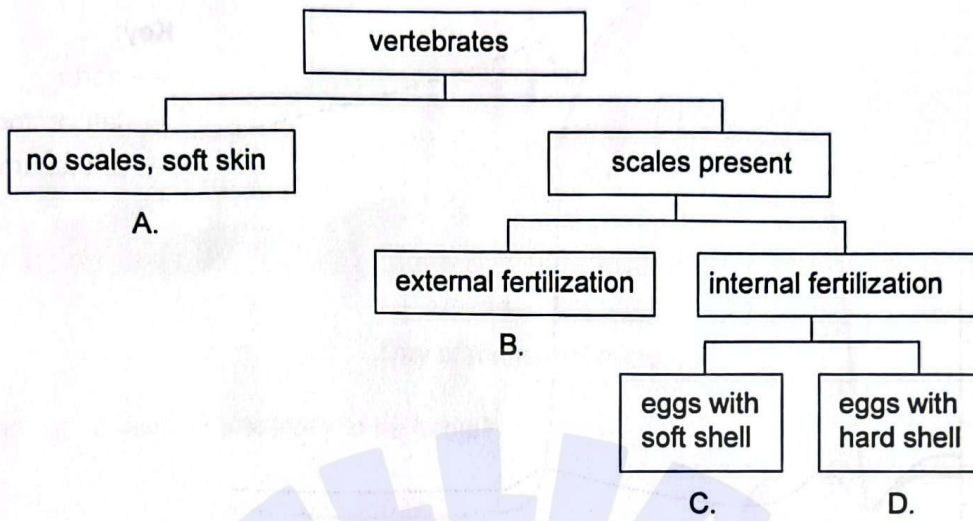 vertebrates
no scales, soft skin
scales present
A.
external fertilization
internal fertilization
B.
eggs with
soft shell
eggs with
hard shell
C.
D.